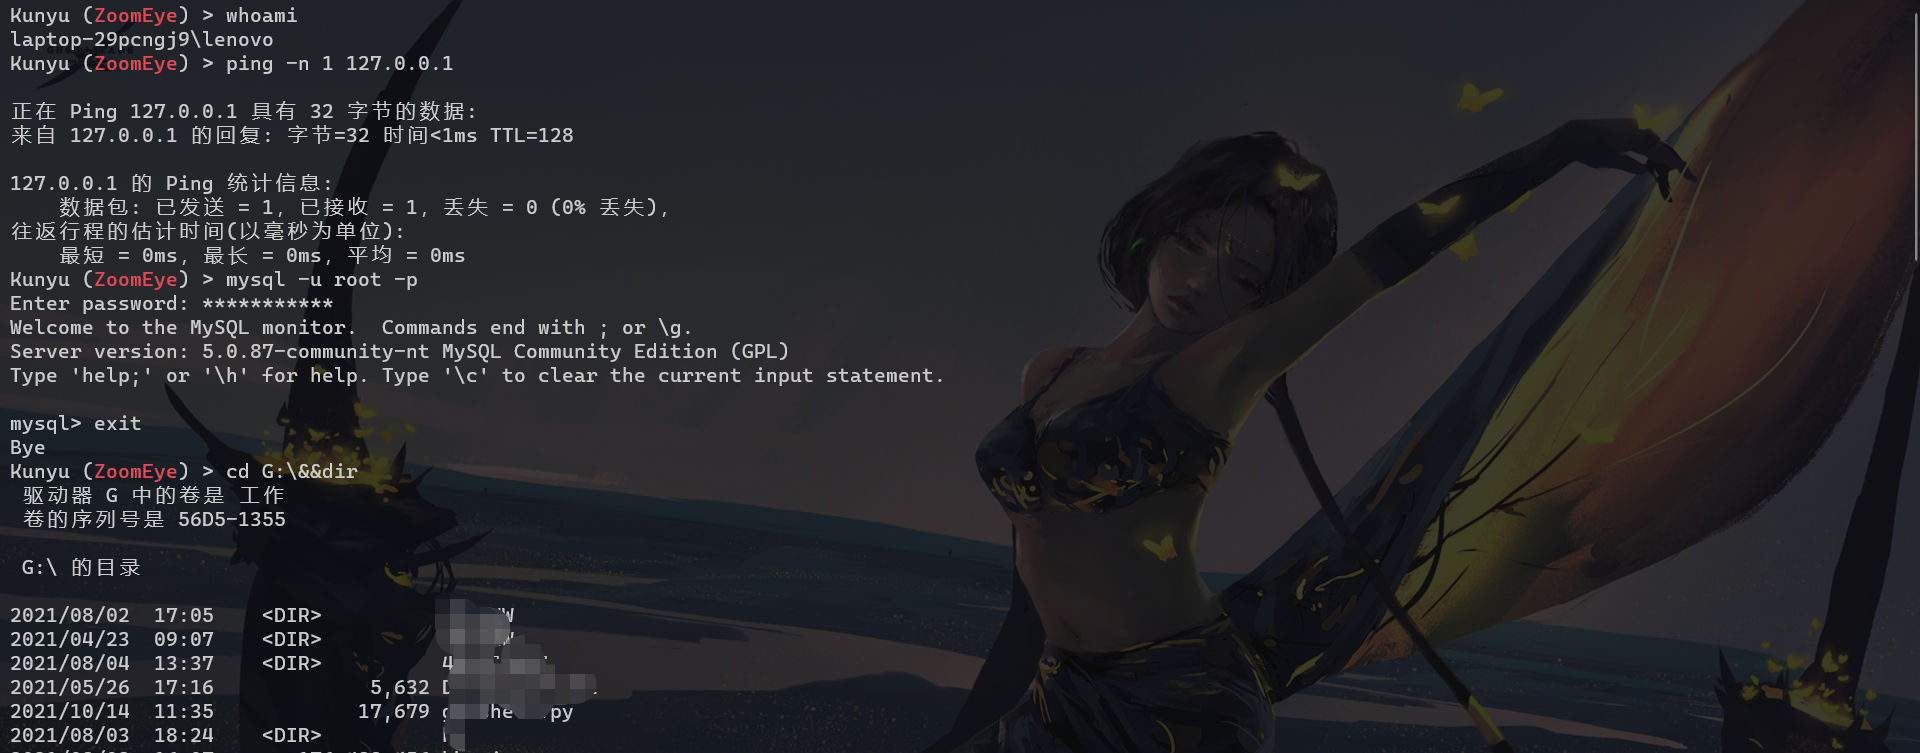 Kunyu (ZoomEye) > whoami
laptop-29pcngj9\lenovo
Kunyu (ZoomEye) > ping -n 1 127.0.0.1
正在 Ping 127.0.0.1 具有 32 字节的数据:
来自 127.0.0.1 的回复: 字节=32 时间<1ms TTL=128
127.0.0.1 的 Ping 统计信息:
数据包: 已发送 = 1, 已接收 = 1, 丢失 = 0 (0% 丢失),
往返行程的估计时间(以毫秒为单位):
最短 = 0ms, 最长 = 0ms, 平均 = 0ms
Kunyu (ZoomEye) > mysql -u root -p
Enter password: ***********
Welcome to the MySQL monitor.  Commands end with ; or \g.
Server version: 5.0.87-community-nt MySQL Community Edition (GPL)
Type 'help;' or '\h' for help. Type '\c' to clear the current input statement.
mysql> exit
Bye
Kunyu (ZoomEye) > cd G:\&&dir
驱动器 G 中的卷是 工作
卷的序列号是 56D5-1355
G:\ 的目录
2021/08/02  17:05    <DIR>
2021/04/23  09:07    <DIR>
2021/08/04  13:37    <DIR>
2021/05/26  17:16    5,632
2021/10/14  11:35    17,679
2021/08/03  18:24    <DIR>